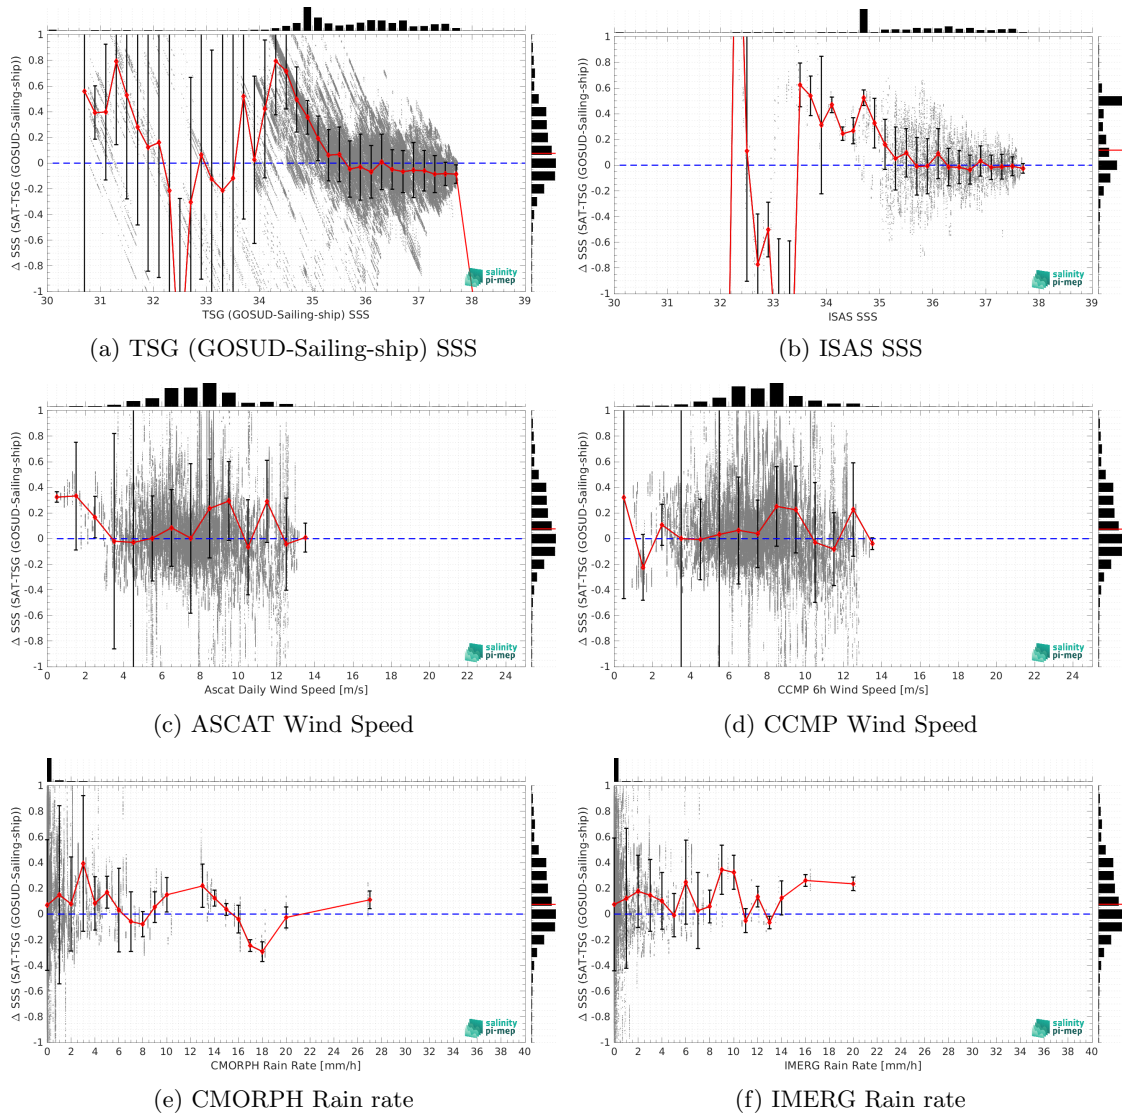 Δ SSS (SAT-TSG (GOSUD-Sailing-ship))
1
0.8
0.6
0.4
0.2
0
-0.2
-0.4
-0.6
-0.8
-1
salinity
pi-mep
30 31 32 33 34 35 36 37 38 39
TSG (GOSUD-Sailing-ship) SSS
(a) TSG (GOSUD-Sailing-ship) SSS
Δ SSS (SAT-TSG (GOSUD-Sailing-ship))
1
0.8
0.6
0.4
0.2
0
-0.2
-0.4
-0.6
-0.8
-1
salinity
pi-mep
30 31 32 33 34 35 36 37 38 39
ISAS SSS
(b) ISAS SSS
Δ SSS (SAT-TSG (GOSUD-Sailing-ship))
1
0.8
0.6
0.4
0.2
0
-0.2
-0.4
-0.6
-0.8
-1
salinity
pi-mep
0 2 4 6 8 10 12 14 16 18 20 22 24
Ascat Daily Wind Speed [m/s]
(c) ASCAT Wind Speed
Δ SSS (SAT-TSG (GOSUD-Sailing-ship))
1
0.8
0.6
0.4
0.2
0
-0.2
-0.4
-0.6
-0.8
-1
salinity
pi-mep
0 2 4 6 8 10 12 14 16 18 20 22 24
CCMP 6h Wind Speed [m/s]
(d) CCMP Wind Speed
Δ SSS (SAT-TSG (GOSUD-Sailing-ship))
1
0.8
0.6
0.4
0.2
0
-0.2
-0.4
-0.6
-0.8
-1
salinity
pi-mep
0 2 4 6 8 10 12 14 16 18 20 22 24 26 28 30 32 34 36 38 40
CMORPH Rain Rate [mm/h]
(e) CMORPH Rain rate
Δ SSS (SAT-TSG (GOSUD-Sailing-ship))
1
0.8
0.6
0.4
0.2
0
-0.2
-0.4
-0.6
-0.8
-1
salinity
pi-mep
0 2 4 6 8 10 12 14 16 18 20 22 24 26 28 30 32 34 36 38 40
IMERG Rain Rate [mm/h]
(f) IMERG Rain rate